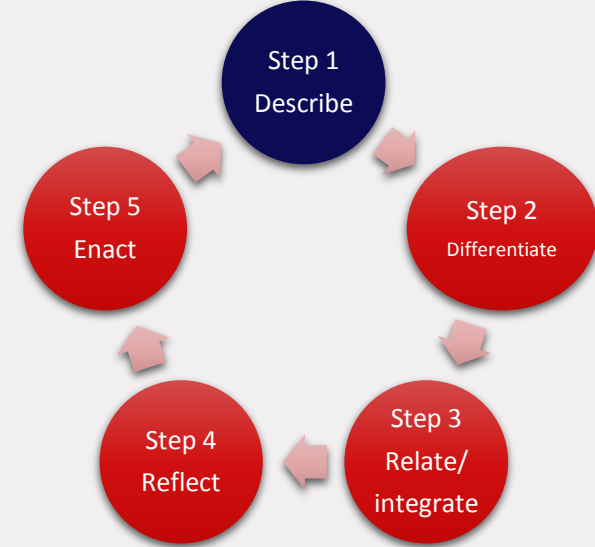 Step 1
Describe
Step 2
Differentiate
Step 3
Relate/
integrate
Step 4
Reflect
Step 5
Enact